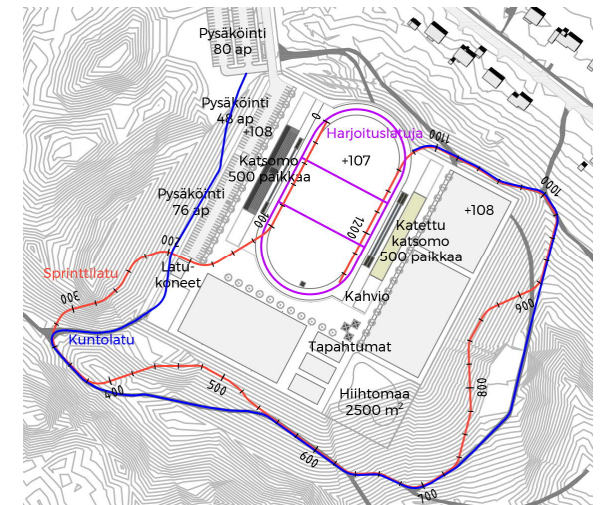 Pysäköinti
80 ap
Pysäköinti
48 ap
+108
0
Harjoituslatuja
1100
Katsomo
500 paikkaa
+107
1000
Pysäköinti
76 ap
100
1200
Katettu
katsomo
500 paikkaa
+108
200
Sprinttilatu
Latu-
koneet
300
Kahvio
900
Kuntolatu
Tapahtumat
400
500
Hiihtomaa
2500 m²
800
600
700